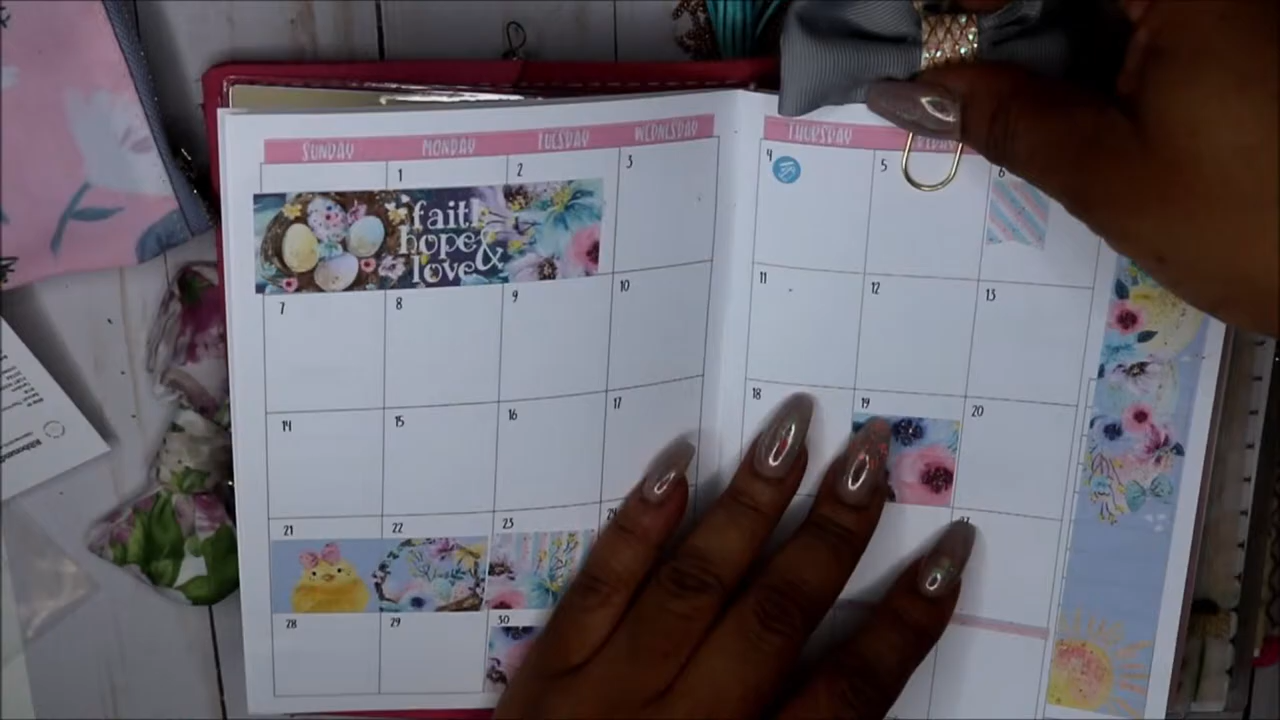 SUNDAY MONDAY TUESDAY WEDNESDAY THURSDAY
1 2 3 4 5 6
faith
hope &
love
7 8 9 10 11 12 13
14 15 16 17 18 19 20
21 22 23
28 29 30